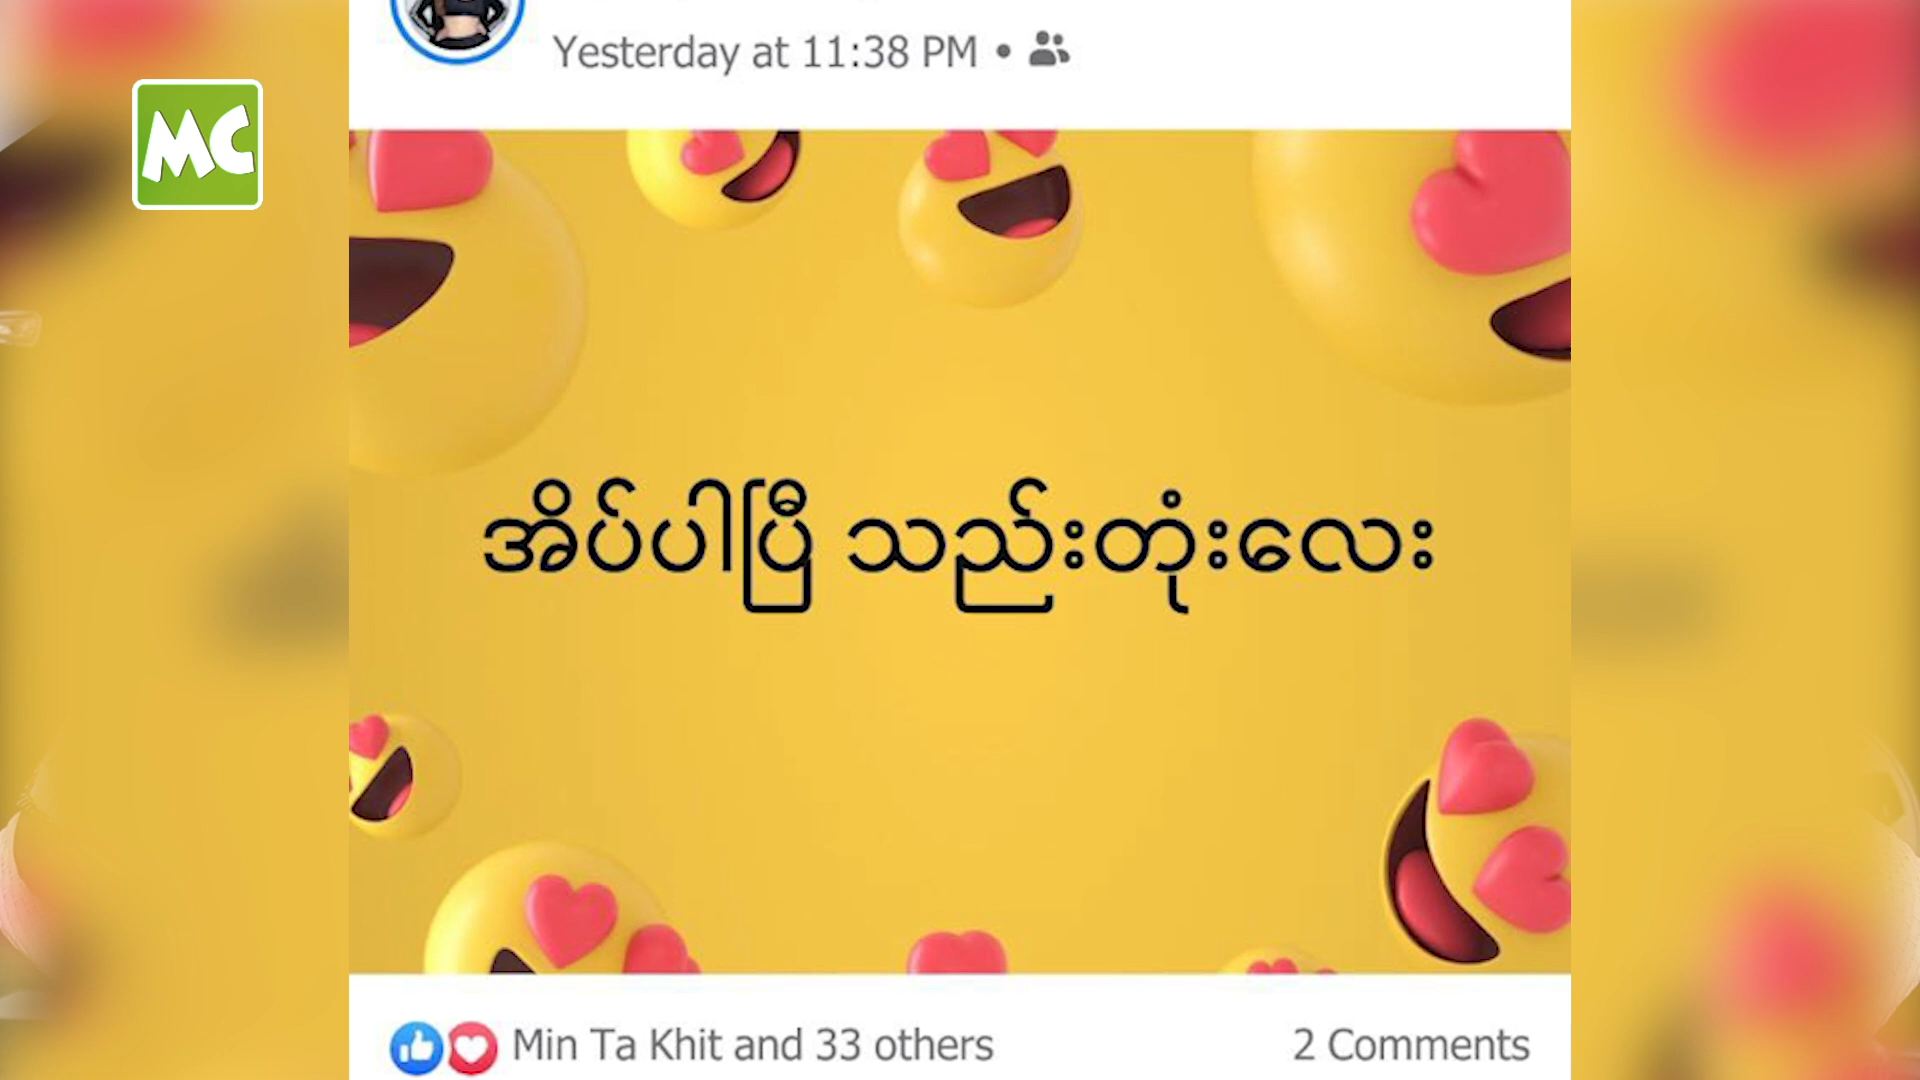 Yesterday at 11:38 PM •
MC
အိပ်ပါပြီ သည်းတုံးလေး
Min Ta Khit and 33 others
2 Comments